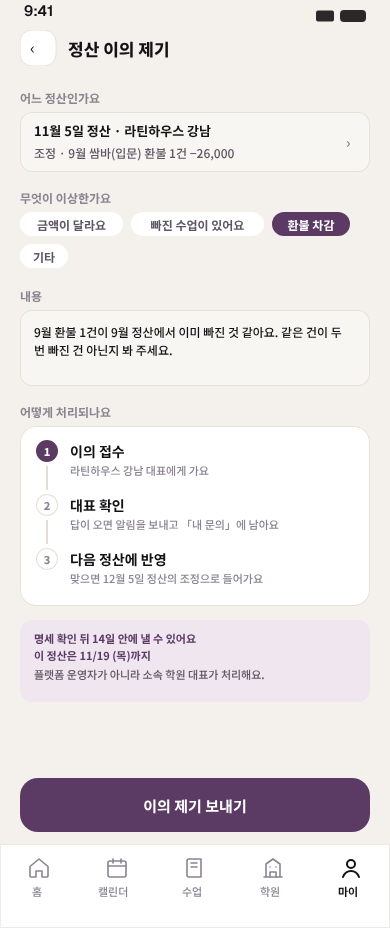 9:41
‹ 정산 이의 제기
어느 정산인가요
11월 5일 정산 · 라틴하우스 강남
조정 · 9월 쌈바(입문) 환불 1건 −26,000 ›
무엇이 이상한가요
금액이 달라요 빠진 수업이 있어요 환불 차감
기타
내용
9월 환불 1건이 9월 정산에서 이미 빠진 것 같아요. 같은 건이 두
번 빠진 건 아닌지 봐 주세요.
어떻게 처리되나요
1 이의 접수
라틴하우스 강남 대표에게 가요
2 대표 확인
답이 오면 알림을 보내고 「내 문의」에 남아요
3 다음 정산에 반영
맞으면 12월 5일 정산의 조정으로 들어가요
명세 확인 뒤 14일 안에 낼 수 있어요
이 정산은 11/19 (목)까지
플랫폼 운영자가 아니라 소속 학원 대표가 처리해요.
이의 제기 보내기
홈 캘린더 수업 학원 마이